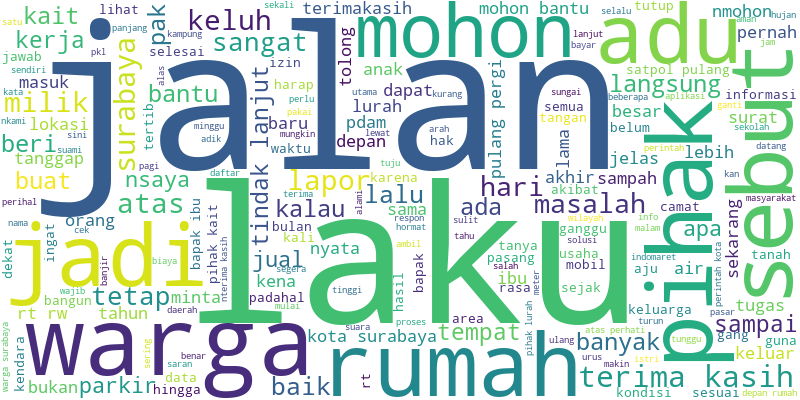 kait
lihat
panjang
sekali
terimakasih
hujan
selalu
tutup
mohon bantu
nmohon
aman
pernah
keluh
pak
satu
pkl
kampung
kerja
jawab
sendiri
selesai
sangat
izin
tolong
mohon
adu
lanjut
bayar
jam
jalan
masuk
kata
alas
anak
harap
perlu
satpol pulang
beberapa
aplikasi
informasi
milik
surabaya
bantu
pakai
dapat
utama
kurang
sungai
langsung
ganti
sebut
nkami
sini
suami
tertib
minggu
mungkin
lurah
semua
tangan
besar
surat
sekolah
lokasi
adik
baru
pdam
lewat
arah
hak
belum
perintah
datang
beri
tanggap
pagi
waktu
depan
pulang pergi
lama
jelas
lebih
kan
tindak lanjut
daftar
tuju
karena
akhir
sampah
pihak
buat
nsaya
lapor
hari
akibat
camat
masyarakat
perihal
atas
terima
alami
lalu
sama
respon
hormat
sulit
tahu
ada
masalah
wilayah
info
malam
apa
sekarang
nama
orang
kalau
bulan
kali
jual
nyata
tanya
pasang
ganggu
solusi
usaha
mobil
indomaret
aju
air
tanah
perintah kota
dekat
ingat
cek
jadi
bapak ibu
pihak kait
nterima kasih
laku
ambil
bapak
ibu
rasa
salah
meter
sejak
keluarga
turun
pasar
tugas
biaya
banjir
wajib
bangun
tetap
minta
kena
segera
padahal
tinggi
hasil
mulai
proses
area
tempat
rt rw
tahun
daerah
kota surabaya
suara
pihak lurah
ulang
banyak
atas perhati
tunggu
gang
sampai
guna
warga
warga surabaya
kendara
sering
benar
saran
bukan
parkir
data
hingga
baik
rt
rumah
urus
makin
istri
keluar
terima kasih
kondisi
sesuai
depan rumah